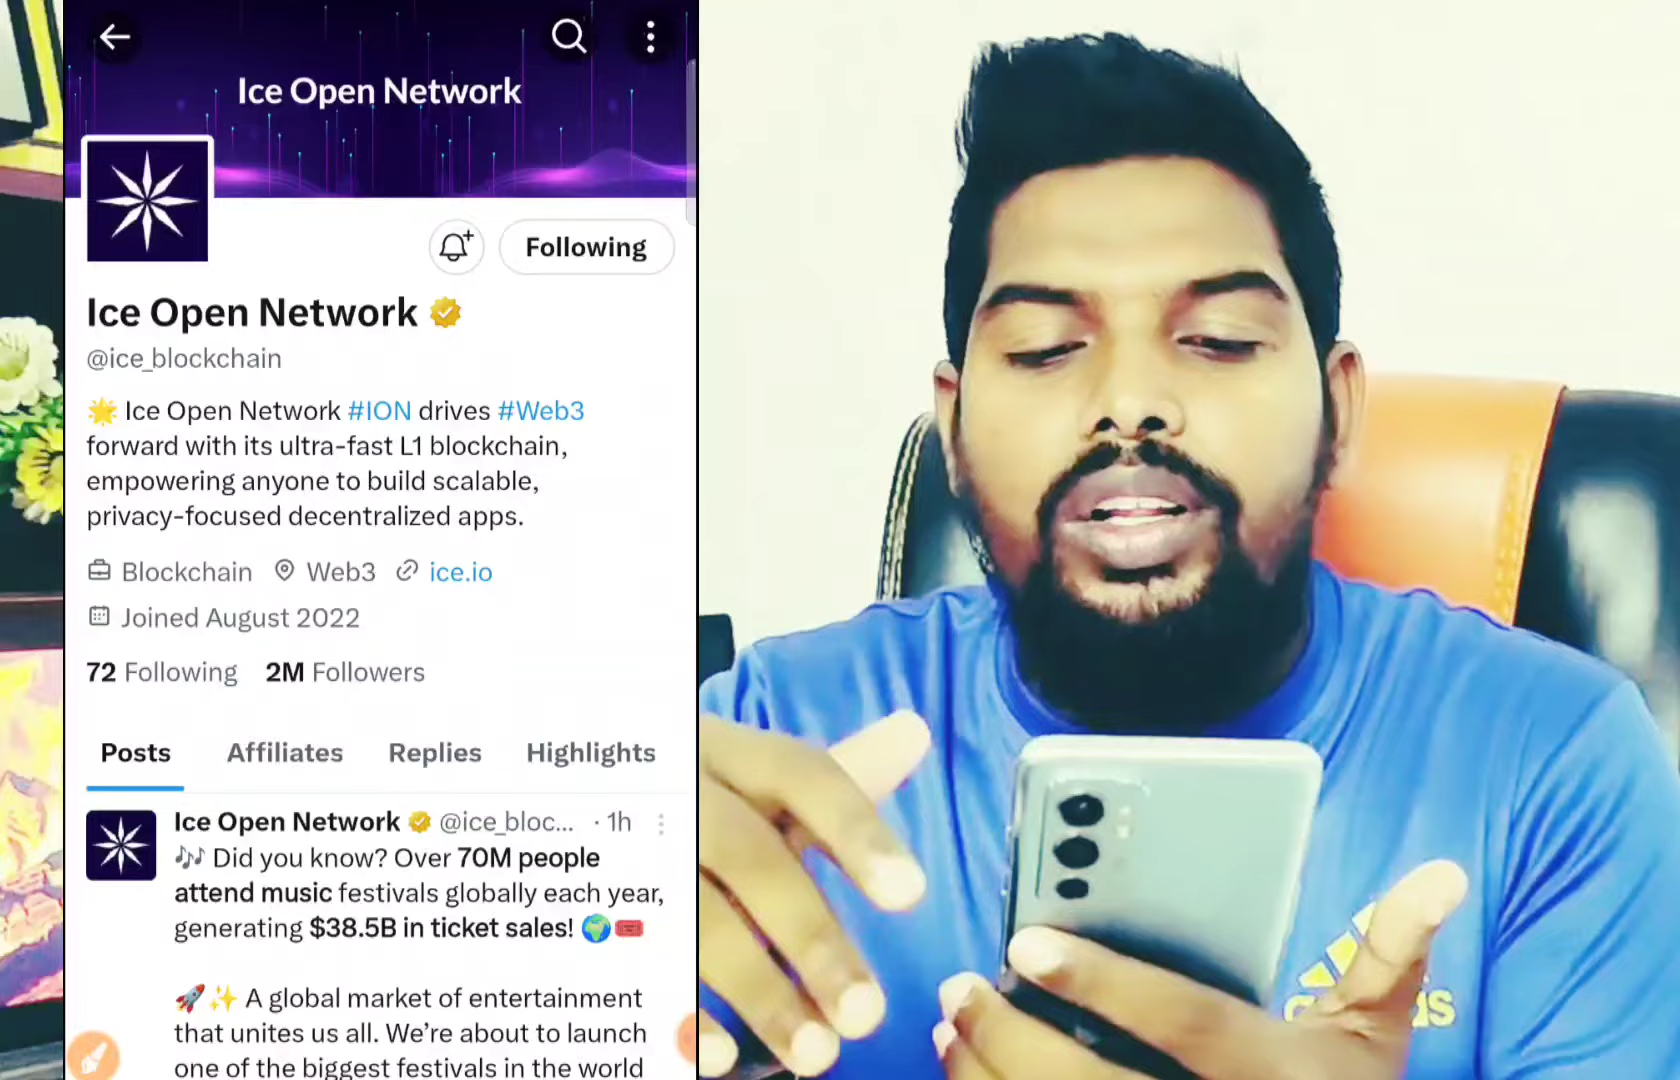 Ice Open Network
Following
Ice Open Network
@ice_blockchain
🌟 Ice Open Network #ION drives #Web3
forward with its ultra-fast L1 blockchain,
empowering anyone to build scalable,
privacy-focused decentralized apps.
Blockchain Web3 ice.io
Joined August 2022
72 Following 2M Followers
Posts Affiliates Replies Highlights
Ice Open Network @ice_bloc... · 1h
🎶 Did you know? Over 70M people
attend music festivals globally each year,
generating $38.5B in ticket sales! 🌍🎟️
🚀✨ A global market of entertainment
that unites us all. We’re about to launch
one of the biggest festivals in the world